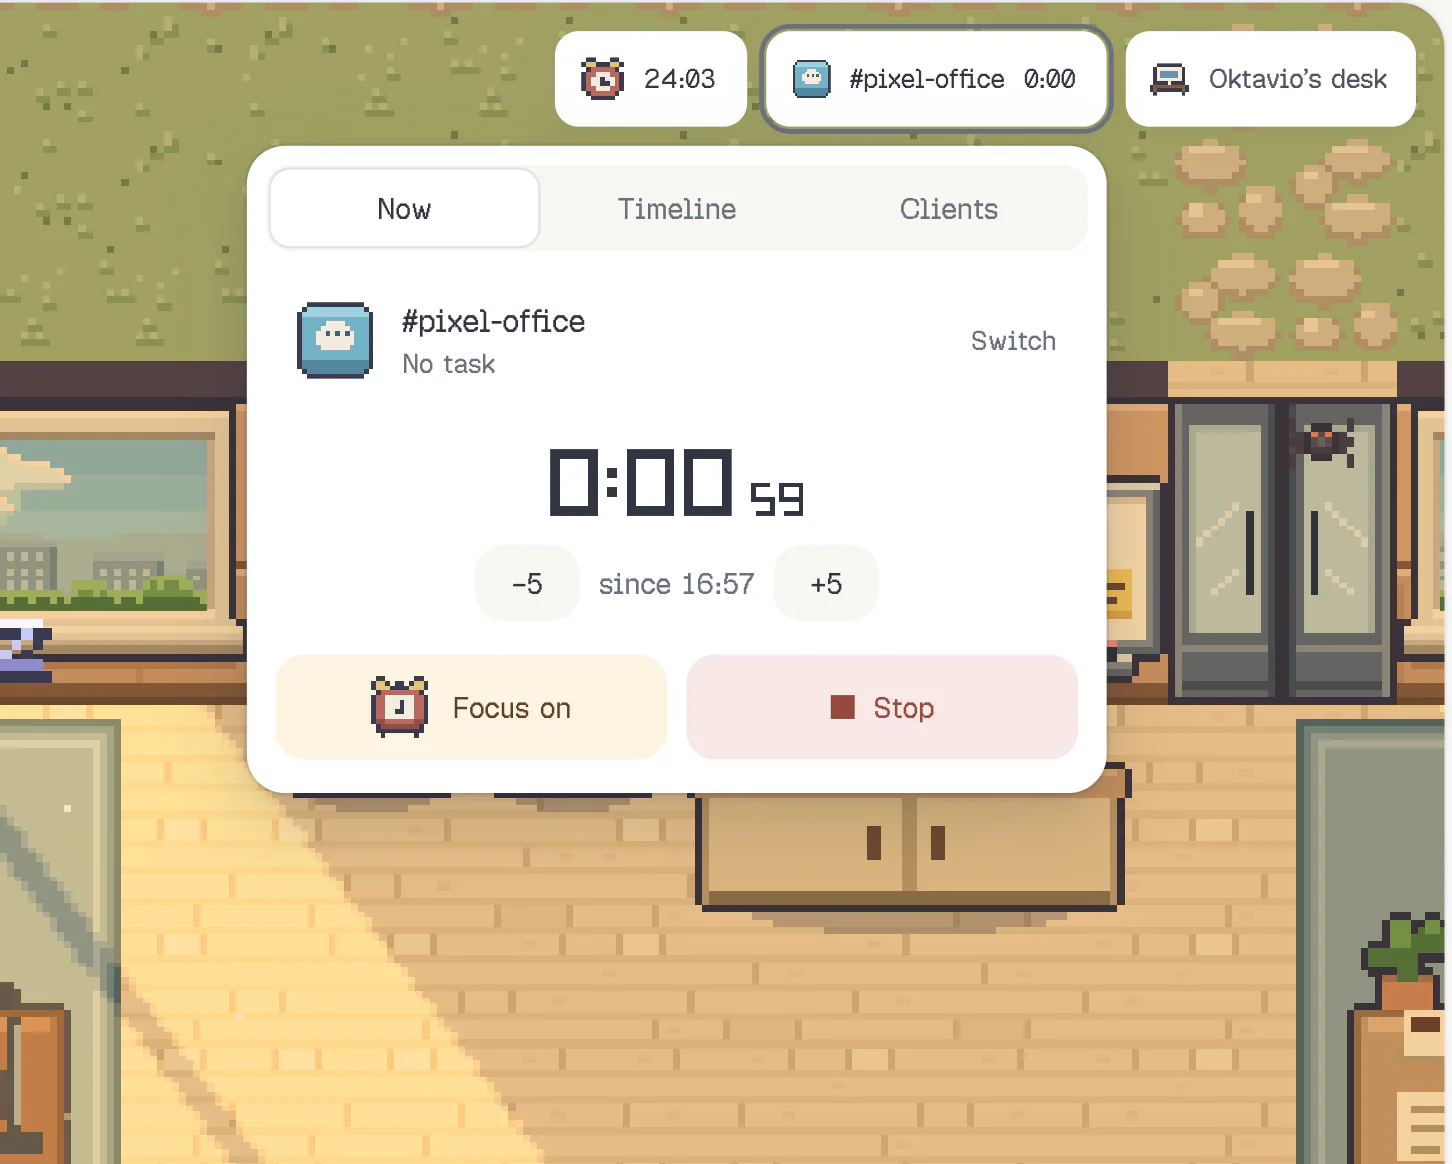 24:03
#pixel-office 0:00
Oktavio’s desk
Now
Timeline
Clients
#pixel-office
No task
Switch
0:00 59
−5
since 16:57
+5
Focus on
Stop